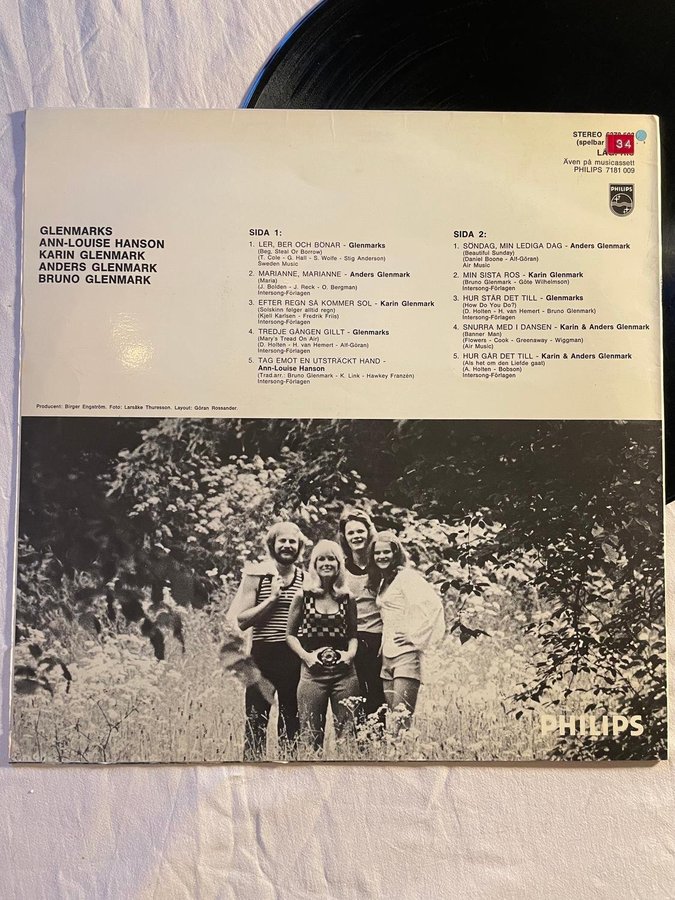 STEREO
(spelbar
34
Även på musicassett
PHILIPS 7181 009
PHILIPS
GLENMARKS
ANN-LOUISE HANSON
KARIN GLENMARK
ANDERS GLENMARK
BRUNO GLENMARK
SIDA 1:
1. LER, BER OCH BÖNAR - Glenmarks
(Beg, Steal Or Borrow)
(T. Cole - G. Hall - S. Wolfe - Stig Anderson)
Sweden Music
2. MARIANNE, MARIANNE - Anders Glenmark
(Maria)
(J. Bolden - J. Reck - O. Bergman)
Intersong-Förlagen
3. EFTER REGN SÅ KOMMER SOL - Karin Glenmark
(Solskinn følger alltid regn)
(Kjell Karlsen - Fredrik Friis)
Intersong-Förlagen
4. TREDJE GÅNGEN GILLT - Glenmarks
(Mary's Tread On Air)
(D. Holten - H. van Hemert - Alf-Göran)
Intersong-Förlagen
5. TAG EMOT EN UTSTRÄCKT HAND -
Ann-Louise Hanson
(Trad.arr.: Bruno Glenmark - K. Link - Hawkey Franzèn)
Intersong-Förlagen
SIDA 2:
1. SÖNDAG, MIN LEDIGA DAG - Anders Glenmark
(Beautiful Sunday)
(Daniel Boone - Alf-Göran)
Air Music
2. MIN SISTA ROS - Karin Glenmark
(Bruno Glenmark - Göte Wilhelmson)
Intersong-Förlagen
3. HUR STÅR DET TILL - Glenmarks
(How Do You Do?)
(D. Holten - H. van Hemert - Bruno Glenmark)
Intersong-Förlagen
4. SNURRA MED I DANSEN - Karin & Anders Glenmark
(Banner Man)
(Flowers - Cook - Greenaway - Wiggman)
(Air Music)
5. HUR GÅR DET TILL - Karin & Anders Glenmark
(Als het om den Liefde gaat)
(A. Holten - Bobson)
Intersong-Förlagen
Producent: Birger Engström. Foto: Larsåke Thuresson. Layout: Göran Rossander.
PHILIPS